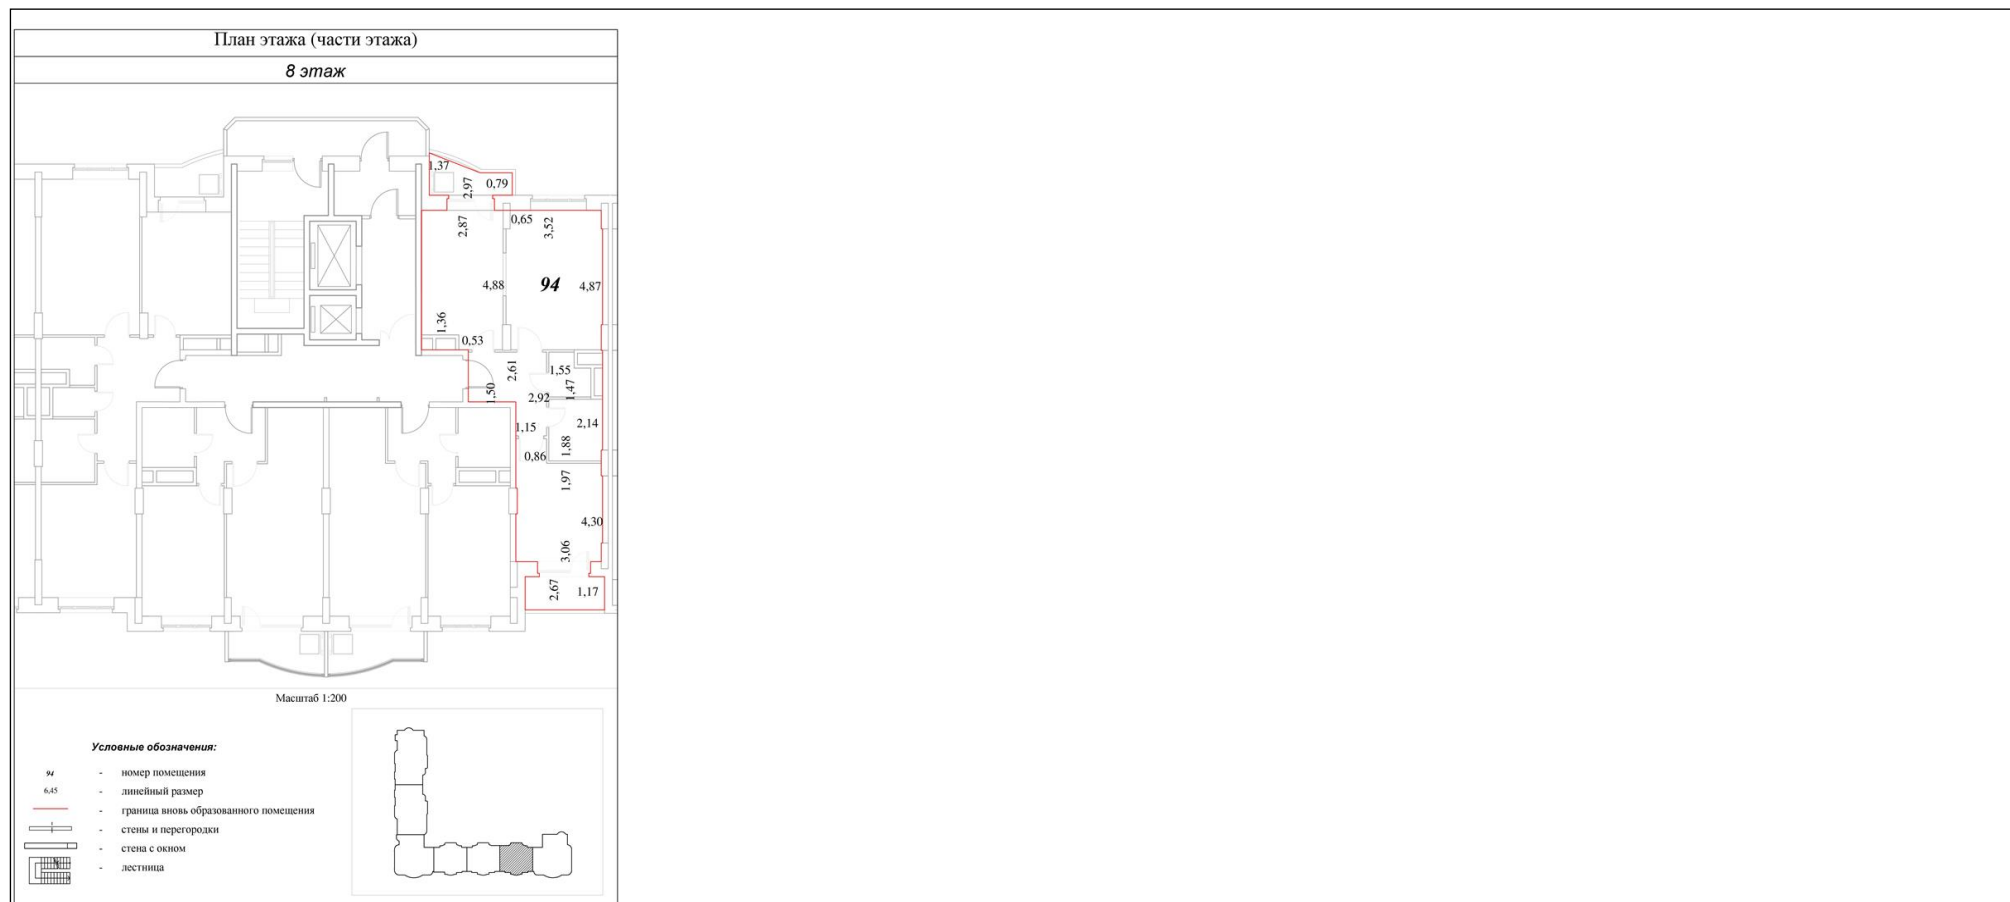 План этажа (части этажа)
8 этаж
1,37
2,97
0,79
2,87
0,65
3,52
4,88
94
4,87
1,36
0,53
2,61
1,55
1,50
2,92
1,47
1,15
2,14
0,86
1,88
1,97
4,30
3,06
2,67
1,17
Масштаб 1:200
Условные обозначения:
94 - номер помещения
6,45 - линейный размер
- граница вновь образованного помещения
- стены и перегородки
- стена с окном
- лестница